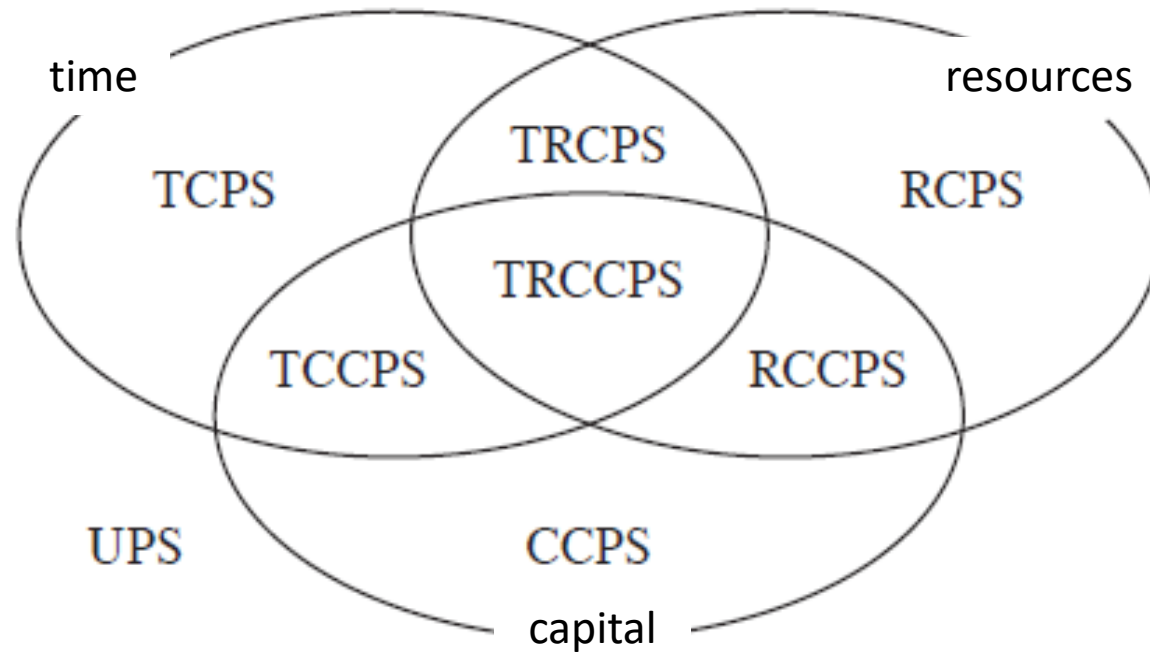 time
resources
TRCPS
TCPS
RCPS
TRCCPS
TCCPS
RCCPS
UPS
CCPS
capital